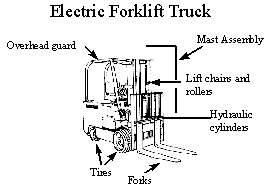 Electric Forklift Truck
Overhead guard
Mast Assembly
Lift chains and
rollers
Hydraulic
cylinders
Tires
Forks